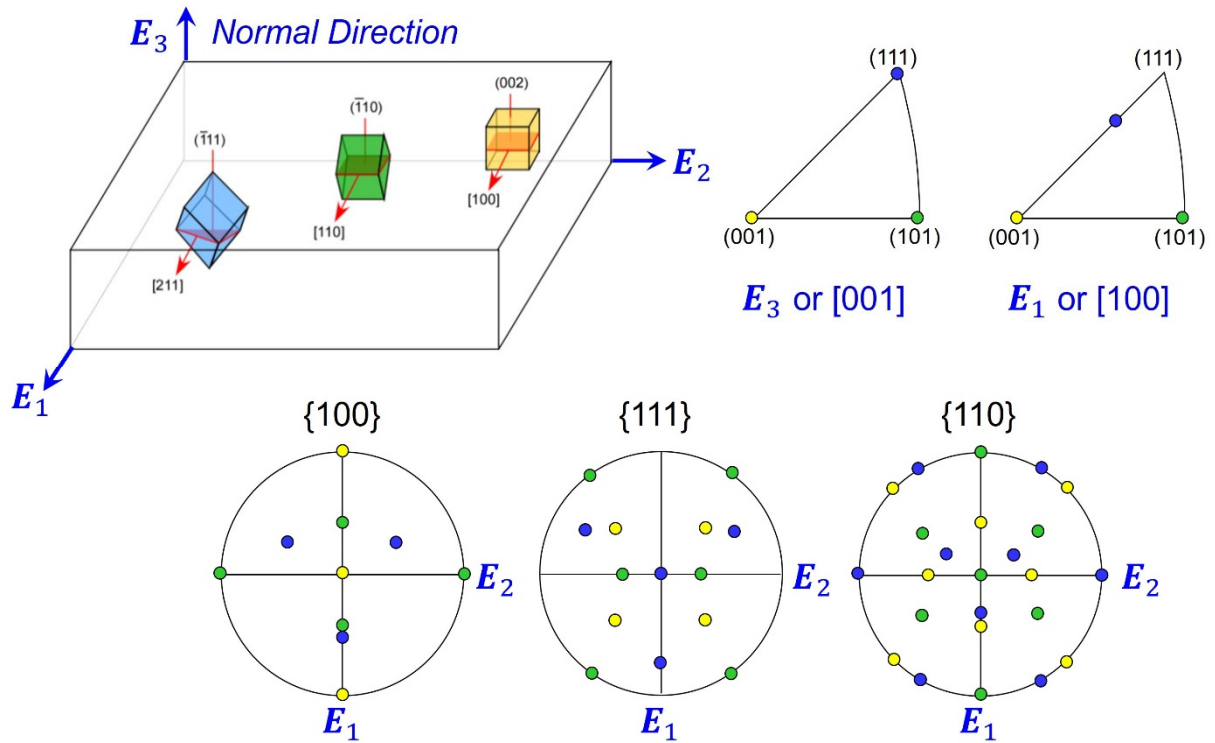 E₃ Normal Direction
(1̅11)
(1̅10)
(002)
[211]
[110]
[100]
E₂
E₁
(111)
(001)
(101)
E₃ or [001]
(111)
(001)
(101)
E₁ or [100]
{100}
E₂
E₁
{111}
E₂
E₁
{110}
E₂
E₁